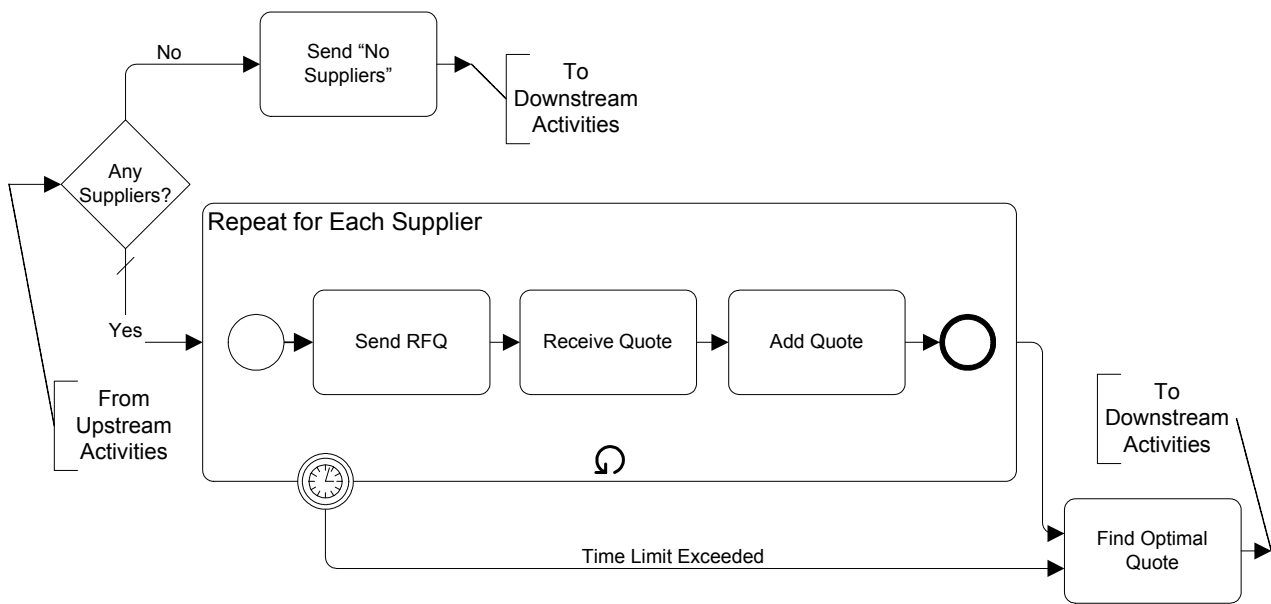 No
Send “No
Suppliers”
To
Downstream
Activities
Any
Suppliers?
Repeat for Each Supplier
Yes
Send RFQ
Receive Quote
Add Quote
From
Upstream
Activities
To
Downstream
Activities
Time Limit Exceeded
Find Optimal
Quote